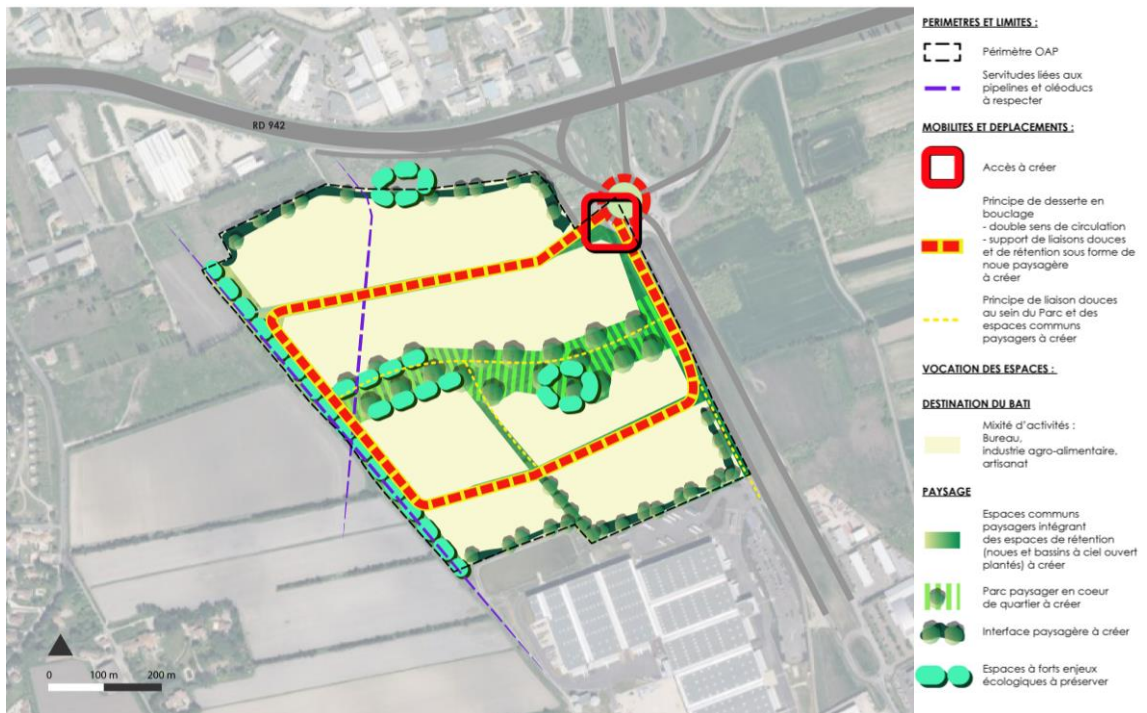 RD 942
0 100 m 200 m
PERIMETRES ET LIMITES :
Périmètre OAP
Servitudes liées aux
pipelines et oléoducs
à respecter
MOBILITES ET DEPLACEMENTS :
Accès à créer
Principe de desserte en
bouclage
- double sens de circulation
- support de liaisons douces
et de rétention sous forme de
noue paysagère
à créer
Principe de liaison douces
au sein du Parc et des
espaces communs
paysagers à créer
VOCATION DES ESPACES :
DESTINATION DU BATI
Mixité d'activités :
Bureau,
industrie agro-alimentaire,
artisanat
PAYSAGE
Espaces communs
paysagers intégrant
des espaces de rétention
(noues et bassins à ciel ouvert
plantés) à créer
Parc paysager en coeur
de quartier à créer
Interface paysagère à créer
Espaces à forts enjeux
écologiques à préserver